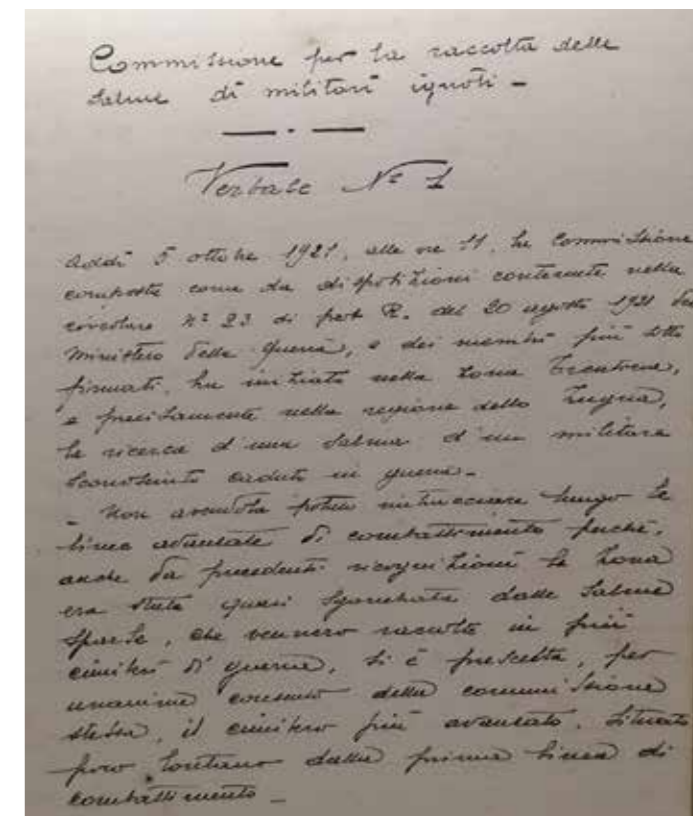 Commissione per la raccolta delle
salme di militari ignoti -
Verbale Nº 1
Addì 5 ottobre 1921, alle ore 11, la Commissione
composta come da disposizioni contenute nella
circolare nº 23 di prot R. del 20 agosto 1921 del
Ministero della guerra, e dei membri più sotto
firmati, ha iniziato nella zona Trentina,
e precisamente nella regione dello Zugna,
la ricerca d'una salma d'un militare
sconosciuto caduto in guerra.-
- Non avendola potuto rintracciare lungo le
linee avanzate di combattimento perché,
anche da precedenti ricognizioni la zona
era stata quasi sgombrata dalle salme
sparse, che vennero raccolte in più
cimiteri di guerra, si è prescelto, per
unanime consenso della commissione
stessa, il cimitero più avanzato, situato
poco lontano dalla prima linea di
combattimento -